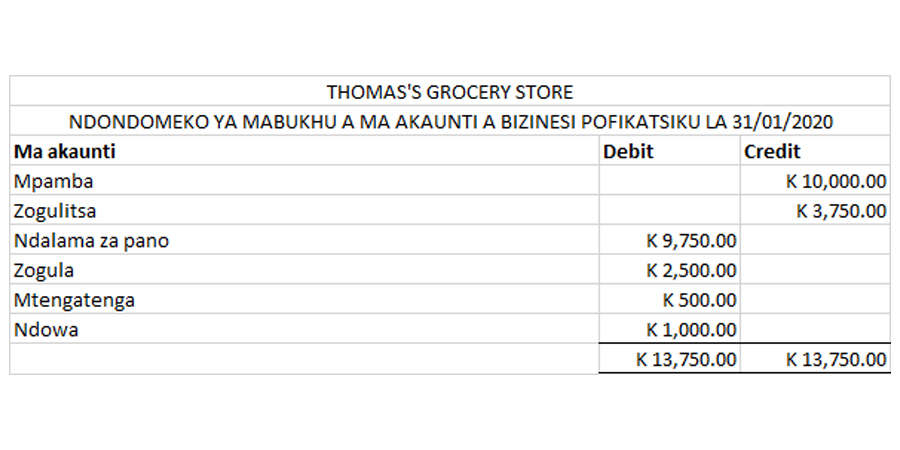 THOMAS'S GROCERY STORE
NDONDOMEKO YA MABUKHU A MA AKAUNTI A BIZINESI POFIKATSIKU LA 31/01/2020
Ma akaunti Debit Credit
Mpamba K 10,000.00
Zogulitsa K 3,750.00
Ndalama za pano K 9,750.00
Zogula K 2,500.00
Mtengatenga K 500.00
Ndowa K 1,000.00
K 13,750.00 K 13,750.00